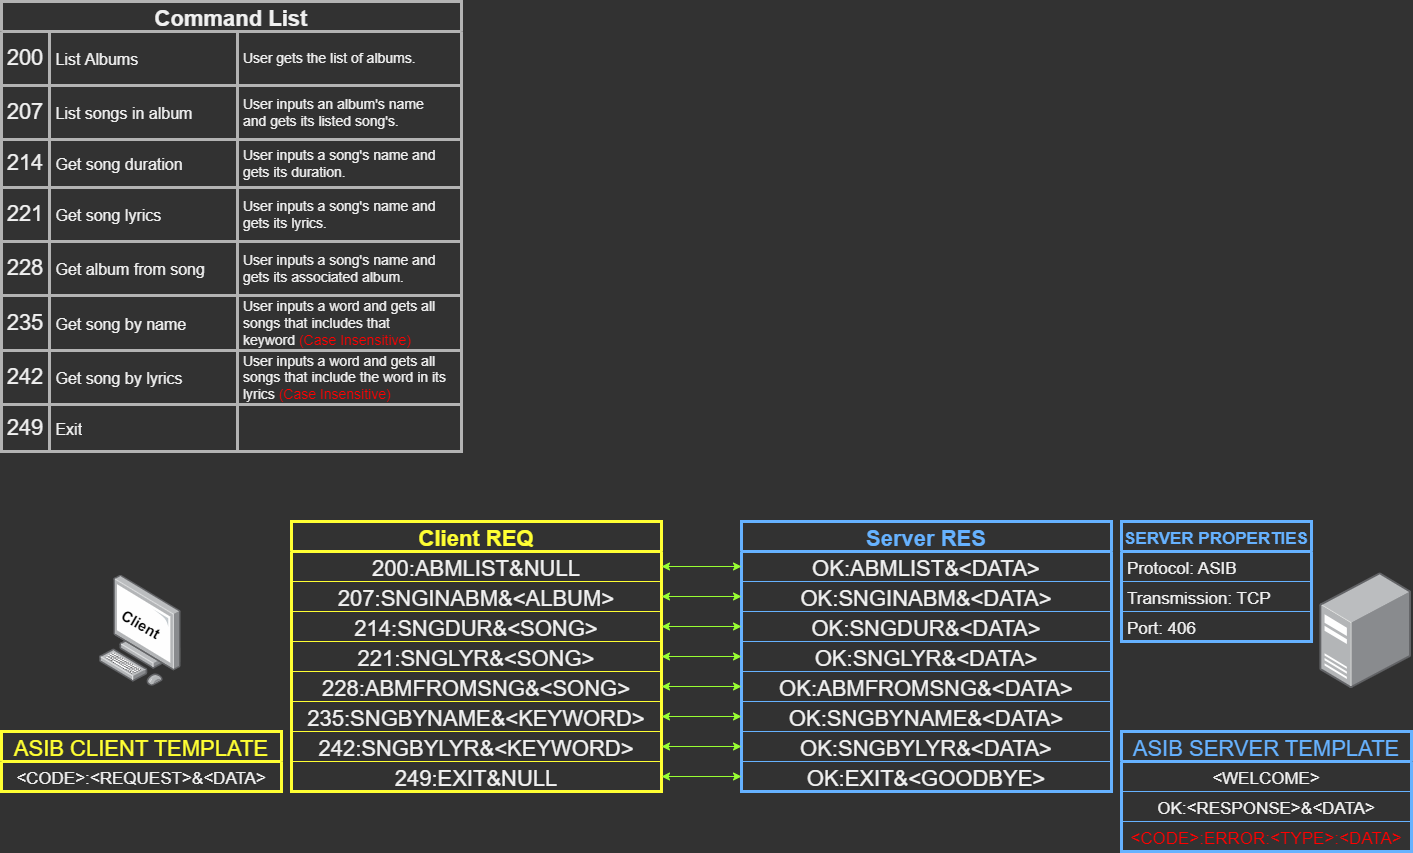 Command List
200
List Albums
User gets the list of albums.
207
List songs in album
User inputs an album's name
and gets its listed song's.
214
Get song duration
User inputs a song's name and
gets its duration.
221
Get song lyrics
User inputs a song's name and
gets its lyrics.
228
Get album from song
User inputs a song's name and
gets its associated album.
235
Get song by name
User inputs a word and gets all
songs that includes that
keyword (Case Insensitive)
242
Get song by lyrics
User inputs a word and gets all
songs that include the word in its
lyrics (Case Insensitive)
249
Exit
Client
ASIB CLIENT TEMPLATE
<CODE>:<REQUEST>&<DATA>
Client REQ
200:ABMLIST&NULL
207:SNGINABM&<ALBUM>
214:SNGDUR&<SONG>
221:SNGLYR&<SONG>
228:ABMFROMSNG&<SONG>
235:SNGBYNAME&<KEYWORD>
242:SNGBYLYR&<KEYWORD>
249:EXIT&NULL
Server RES
OK:ABMLIST&<DATA>
OK:SNGINABM&<DATA>
OK:SNGDUR&<DATA>
OK:SNGLYR&<DATA>
OK:ABMFROMSNG&<DATA>
OK:SNGBYNAME&<DATA>
OK:SNGBYLYR&<DATA>
OK:EXIT&<GOODBYE>
SERVER PROPERTIES
Protocol: ASIB
Transmission: TCP
Port: 406
ASIB SERVER TEMPLATE
<WELCOME>
OK:<RESPONSE>&<DATA>
<CODE>:ERROR:<TYPE>:<DATA>